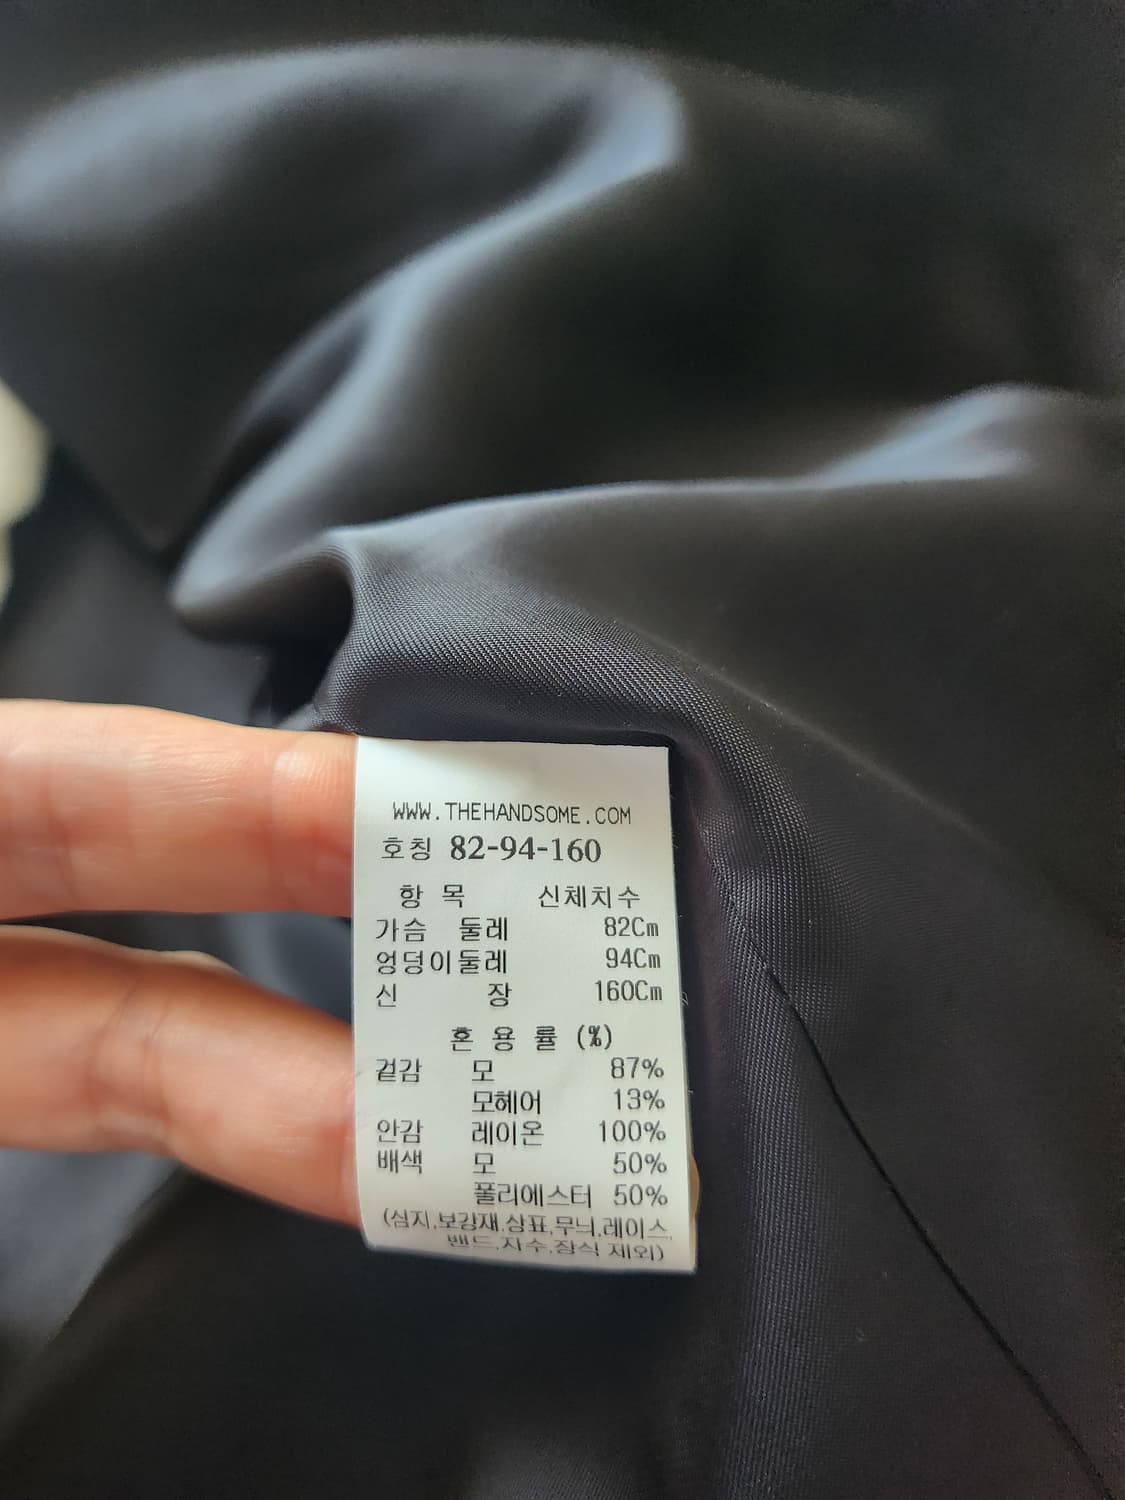 WWW.THEHANDSOME.COM
호칭 82-94-160
항 목 신체치수
가슴 둘레 82Cm
엉덩이둘레 94Cm
신 장 160Cm
혼 용 률 (%)
겉감 모 87%
모헤어 13%
안감 레이온 100%
배색 모 50%
폴리에스터 50%
(심지,보강재,상표,무늬,레이스,
밴드,자수,장식 제외)